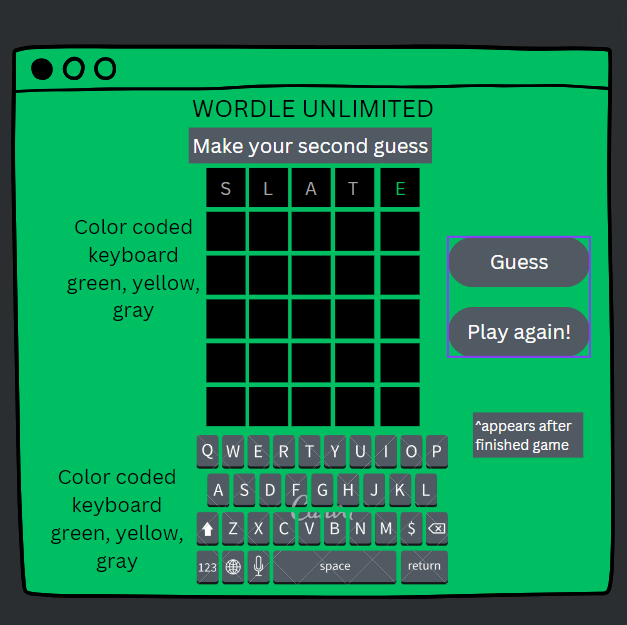 WORDLE UNLIMITED
Make your second guess
S L A T E
Color coded
keyboard
green, yellow,
gray
Guess
Play again!
^appears after
finished game
Color coded
keyboard
green, yellow,
gray
Q W E R T Y U I O P
A S D F G H J K L
Z X C V B N M $
123 space return